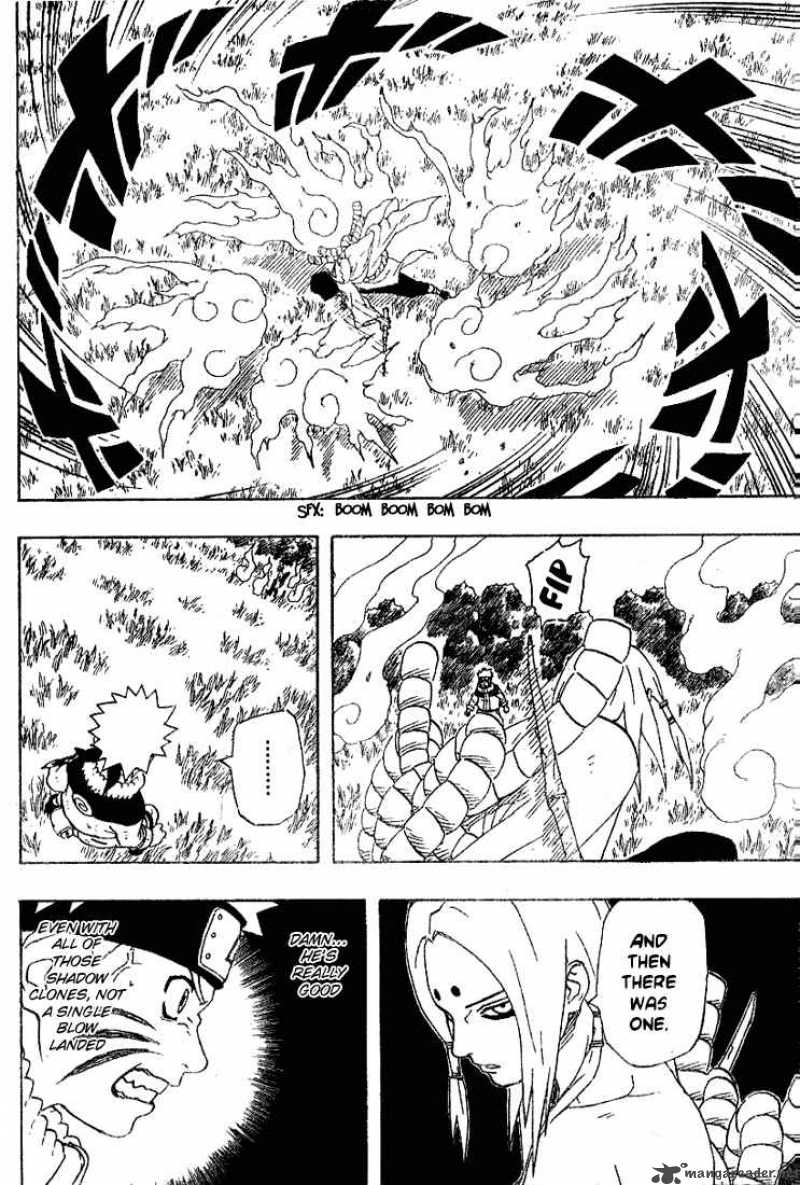 SFX: BOOM BOOM BOM BOM
FIP
.........
AND
THEN
THERE
WAS
ONE.
DAMN...
HE'S
REALLY
GOOD
EVEN WITH
ALL OF
THOSE
SHADOW
CLONES, NOT
A SINGLE
BLOW
LANDED
mangareader.net